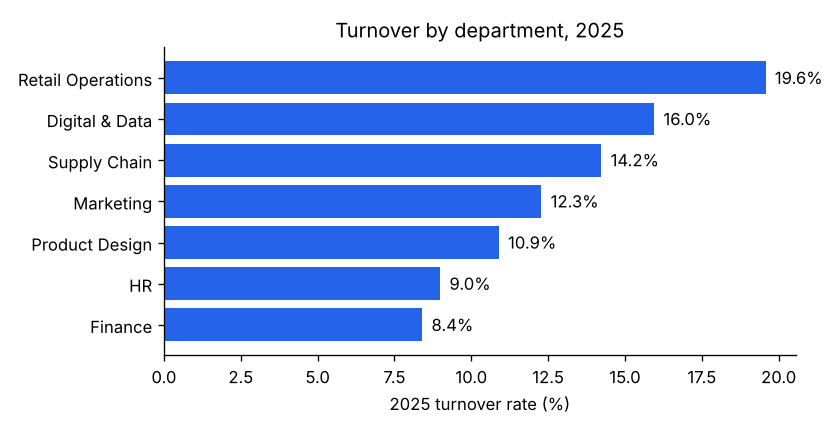 Turnover by department, 2025
Retail Operations 19.6%
Digital & Data 16.0%
Supply Chain 14.2%
Marketing 12.3%
Product Design 10.9%
HR 9.0%
Finance 8.4%
0.0 2.5 5.0 7.5 10.0 12.5 15.0 17.5 20.0
2025 turnover rate (%)